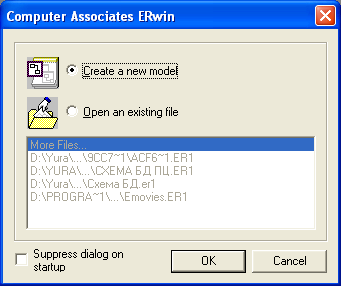 Computer Associates ERwin
Create a new model
Open an existing file
More Files...
D:\Yura\...\9CC7~1\ACF6~1.ER1
D:\YURA\...\СХЕМА БД ПЦ.ER1
D:\Yura\...\Схема БД.er1
D:\PROGRA~1\...\Emovies.ER1
Suppress dialog on
startup
OK
Cancel